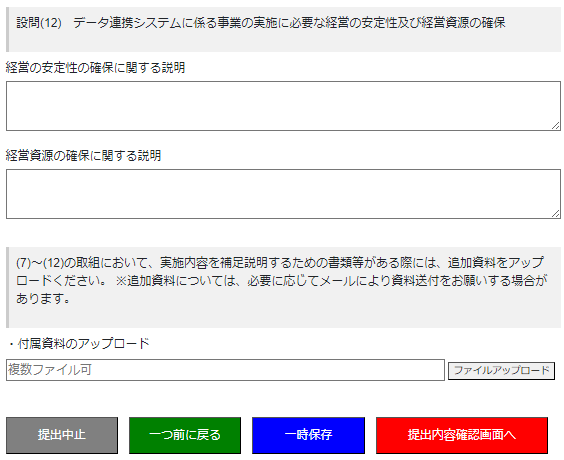 設問(12)　データ連携システムに係る事業の実施に必要な経営の安定性及び経営資源の確保
経営の安定性の確保に関する説明
経営資源の確保に関する説明
(7)～(12)の取組において、実施内容を補足説明するための書類等がある際には、追加資料をアップ
ロードください。 ※追加資料については、必要に応じてメールにより資料送付をお願いする場合が
あります。
・付属資料のアップロード
複数ファイル可
ファイルアップロード
提出中止
一つ前に戻る
一時保存
提出内容確認画面へ